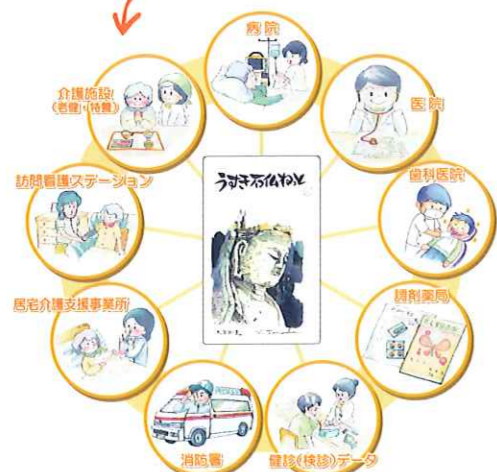 病院
医院
歯科医院
調剤薬局
健診(検診)データ
消防署
居宅介護支援事業所
訪問看護ステーション
介護施設
(老健・特養)
うすき石仏ねっと